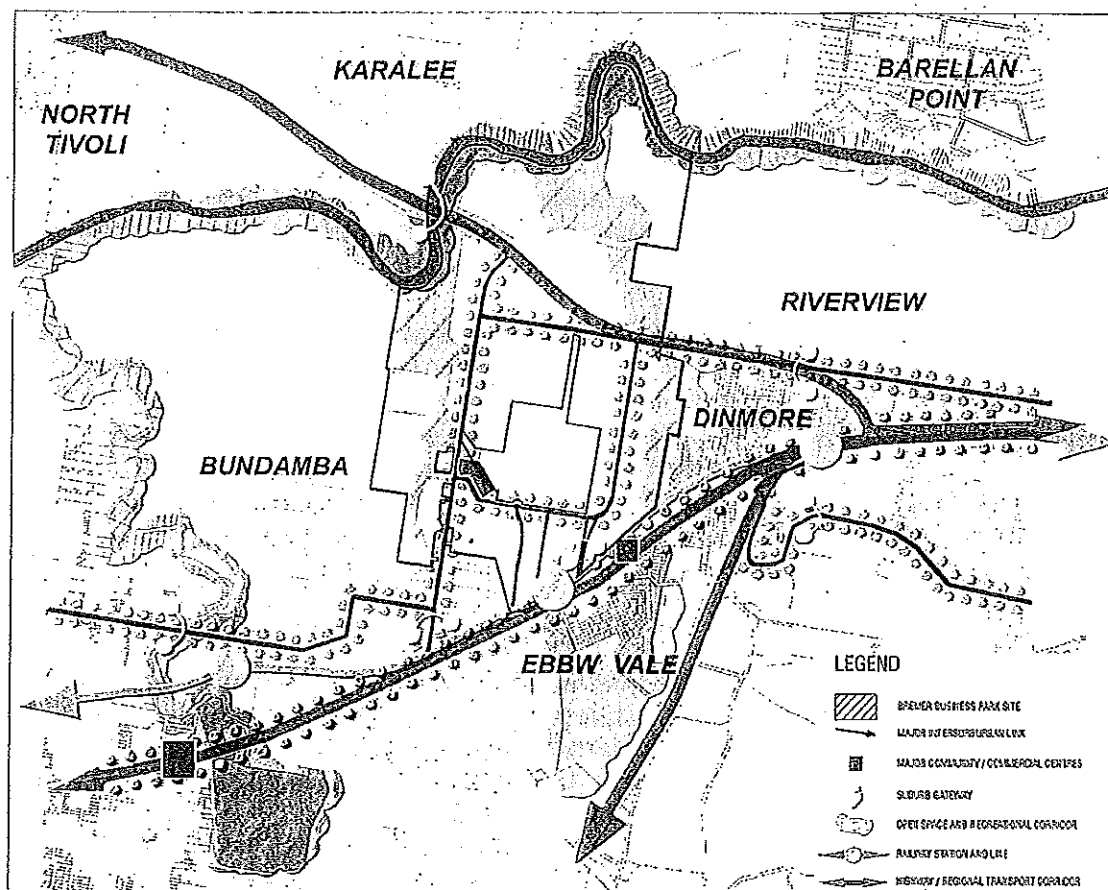 KARALEE
BARELLAN
POINT
NORTH
TIVOLI
RIVERVIEW
DINMORE
BUNDAMBA
EBBW VALE
LEGEND
BREMER BUSINESS PARK SITE
MAJOR INTERSUBURBAN LINK
MAJOR COMMUNITY / COMMERCIAL CENTRES
SUBURB GATEWAY
OPEN SPACE AND RECREATIONAL CORRIDOR
RAILWAY STATION AND LINE
HIGHWAY / REGIONAL TRANSPORT CORRIDOR